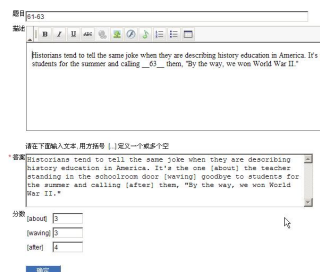 题目 61-63
描述
B I U ABC
Historians tend to tell the same joke when they are describing history education in America. It's
students for the summer and calling __63__ them, "By the way, we won World War II."
请在下面输入文本,用方括号 [...] 定义一个或多个空
*答案 Historians tend to tell the same joke when they are describing
history education in America. It's the one [about] the teacher
standing in the schoolroom door [waving] goodbye to students for
the summer and calling [after] them, "By the way, we won World
War II."
分数
[about] 3
[waving] 3
[after] 4
确定